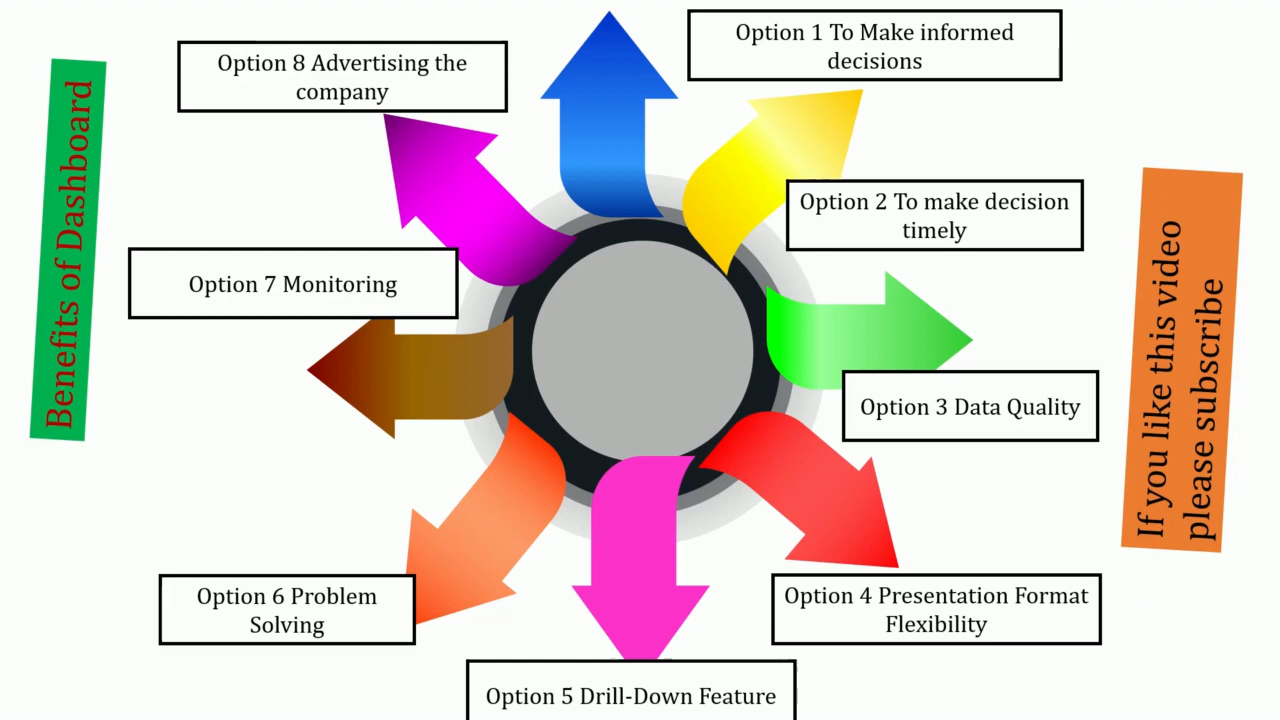 Benefits of Dashboard
Option 1 To Make informed
decisions
Option 2 To make decision
timely
Option 3 Data Quality
Option 4 Presentation Format
Flexibility
Option 5 Drill-Down Feature
Option 6 Problem
Solving
Option 7 Monitoring
Option 8 Advertising the
company
If you like this video
please subscribe